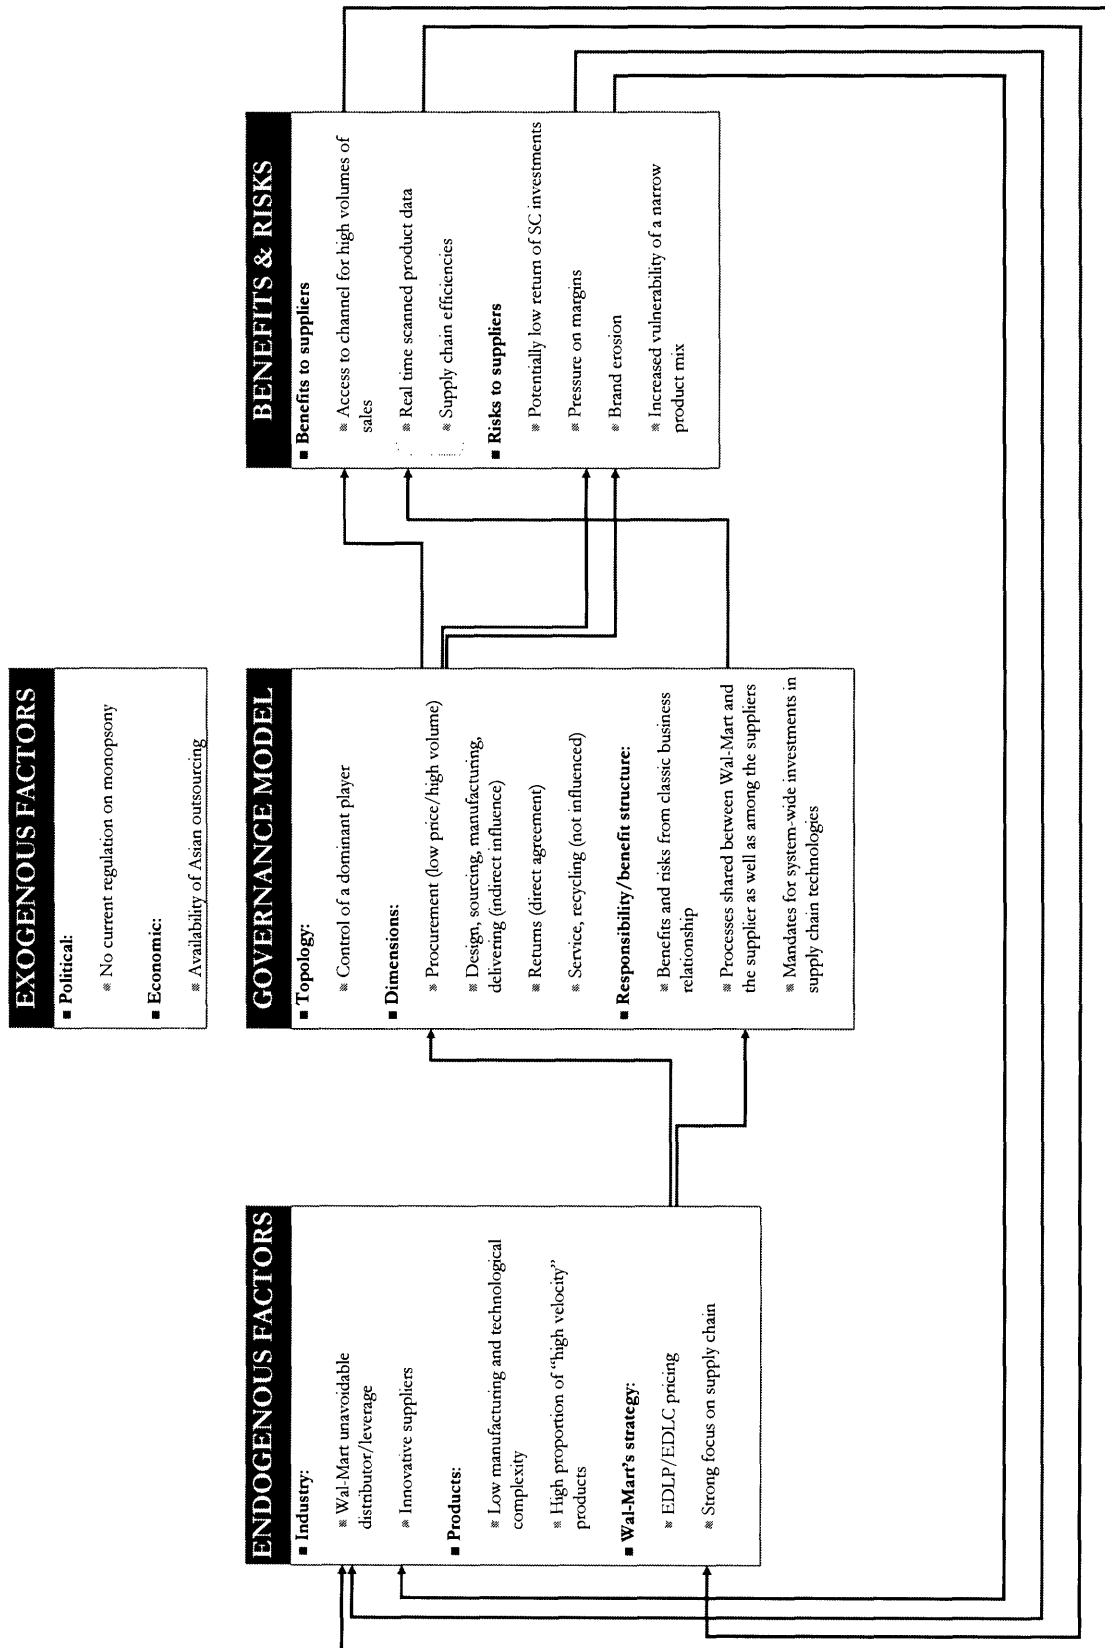 EXOGENOUS FACTORS
■ Political:
※ No current regulation on monopsony
■ Economic:
※ Availability of Asian outsourcing
ENDOGENOUS FACTORS
■ Industry:
※ Wal-Mart unavoidable
distributor/leverage
※ Innovative suppliers
■ Products:
※ Low manufacturing and technological
complexity
※ High proportion of “high velocity”
products
■ Wal-Mart’s strategy:
※ EDLP/EDLC pricing
※ Strong focus on supply chain
GOVERNANCE MODEL
■ Topology:
※ Control of a dominant player
■ Dimensions:
※ Procurement (low price/high volume)
※ Design, sourcing, manufacturing,
delivering (indirect influence)
※ Returns (direct agreement)
※ Service, recycling (not influenced)
■ Responsibility/benefit structure:
※ Benefits and risks from classic business
relationship
※ Processes shared between Wal-Mart and
the supplier as well as among the suppliers
※ Mandates for system-wide investments in
supply chain technologies
BENEFITS & RISKS
■ Benefits to suppliers
※ Access to channel for high volumes of
sales
※ Real time scanned product data
※ Supply chain efficiencies
■ Risks to suppliers
※ Potentially low return of SC investments
※ Pressure on margins
※ Brand erosion
※ Increased vulnerability of a narrow
product mix